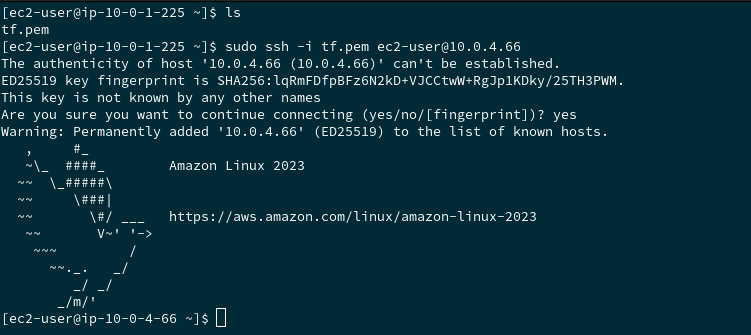 [ec2-user@ip-10-0-1-225 ~]$ ls
tf.pem
[ec2-user@ip-10-0-1-225 ~]$ sudo ssh -i tf.pem ec2-user@10.0.4.66
The authenticity of host '10.0.4.66 (10.0.4.66)' can't be established.
ED25519 key fingerprint is SHA256:lqRmFDfpBFz6N2kD+VJCCtwW+RgJp1KDky/25TH3PWM.
This key is not known by any other names
Are you sure you want to continue connecting (yes/no/[fingerprint])? yes
Warning: Permanently added '10.0.4.66' (ED25519) to the list of known hosts.
   ,     #_
   ~\_  ####_        Amazon Linux 2023
  ~~  \_#####\
  ~~     \###|
  ~~       \#/ ___   https://aws.amazon.com/linux/amazon-linux-2023
   ~~       V~' '->
    ~~~         /
      ~~._.   _/
         _/ _/
       _/m/'
[ec2-user@ip-10-0-4-66 ~]$